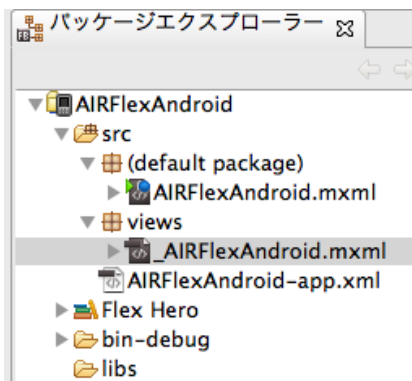 パッケージエクスプローラー
AIRFlexAndroid
src
(default package)
AIRFlexAndroid.mxml
views
_AIRFlexAndroid.mxml
AIRFlexAndroid-app.xml
Flex Hero
bin-debug
libs